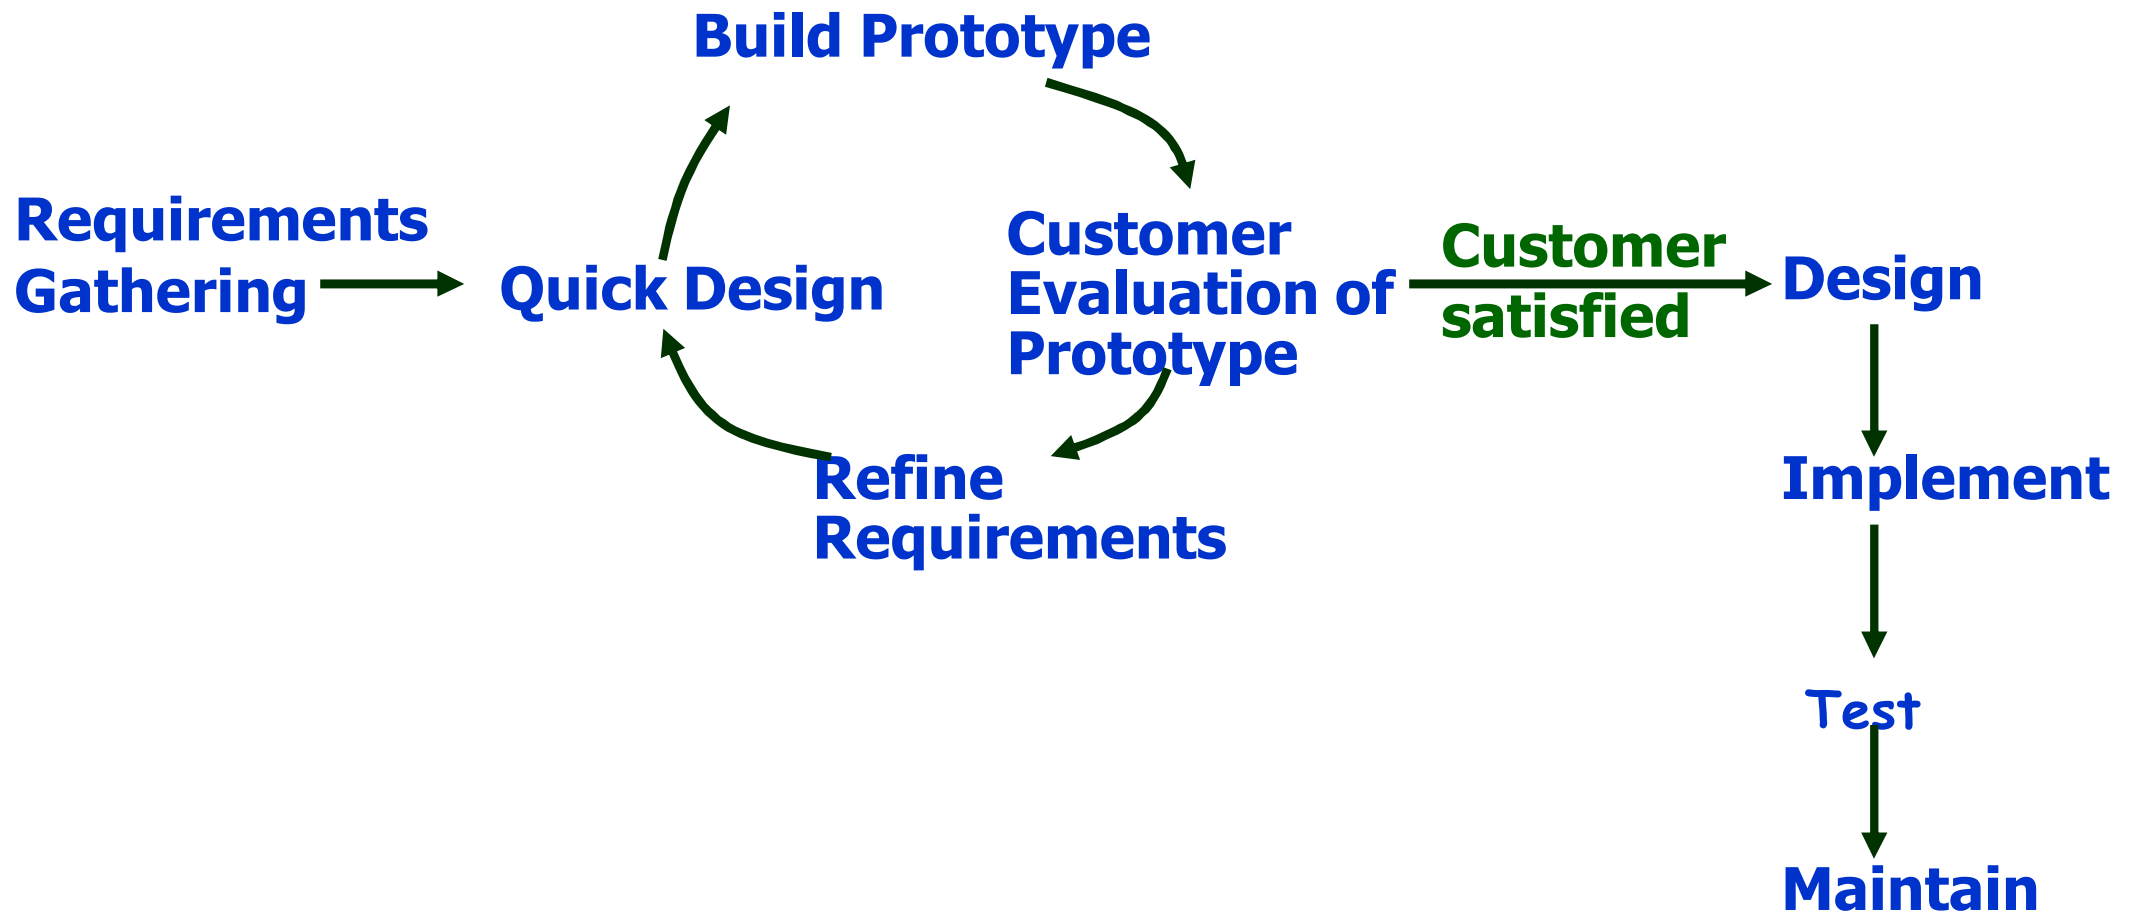 Build Prototype
Requirements
Gathering
Quick Design
Customer
Evaluation of
Prototype
Customer
satisfied
Design
Refine
Requirements
Implement
Test
Maintain